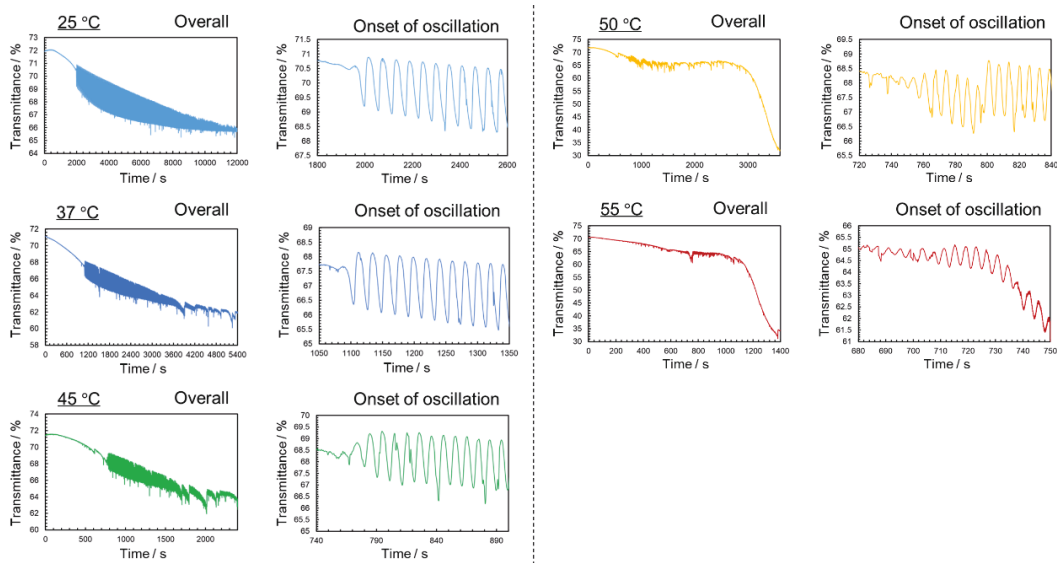 25 °C Overall
Transmittance / %
73
72
71
70
69
68
67
66
65
64
0 2000 4000 6000 8000 10000 12000
Time / s
Onset of oscillation
Transmittance / %
71.5
71
70.5
70
69.5
69
68.5
68
67.5
1800 2000 2200 2400 2600
Time / s
50 °C Overall
Transmittance / %
75
70
65
60
55
50
45
40
35
30
0 1000 2000 3000
Time / s
Onset of oscillation
Transmittance / %
69.5
69
68.5
68
67.5
67
66.5
66
65.5
720 740 760 780 800 820 840
Time / s
37 °C Overall
Transmittance / %
72
70
68
66
64
62
60
58
0 600 1200 1800 2400 3000 3600 4200 4800 5400
Time / s
Onset of oscillation
Transmittance / %
69
68.5
68
67.5
67
66.5
66
65.5
65
1050 1100 1150 1200 1250 1300 1350
Time / s
55 °C Overall
Transmittance / %
75
70
65
60
55
50
45
40
35
30
0 200 400 600 800 1000 1200 1400
Time / s
Onset of oscillation
Transmittance / %
66
65.5
65
64.5
64
63.5
63
62.5
62
61.5
61
680 690 700 710 720 730 740 750
Time / s
45 °C Overall
Transmittance / %
74
72
70
68
66
64
62
60
0 500 1000 1500 2000
Time / s
Onset of oscillation
Transmittance / %
70
69.5
69
68.5
68
67.5
67
66.5
66
65.5
65
740 790 840 890
Time / s